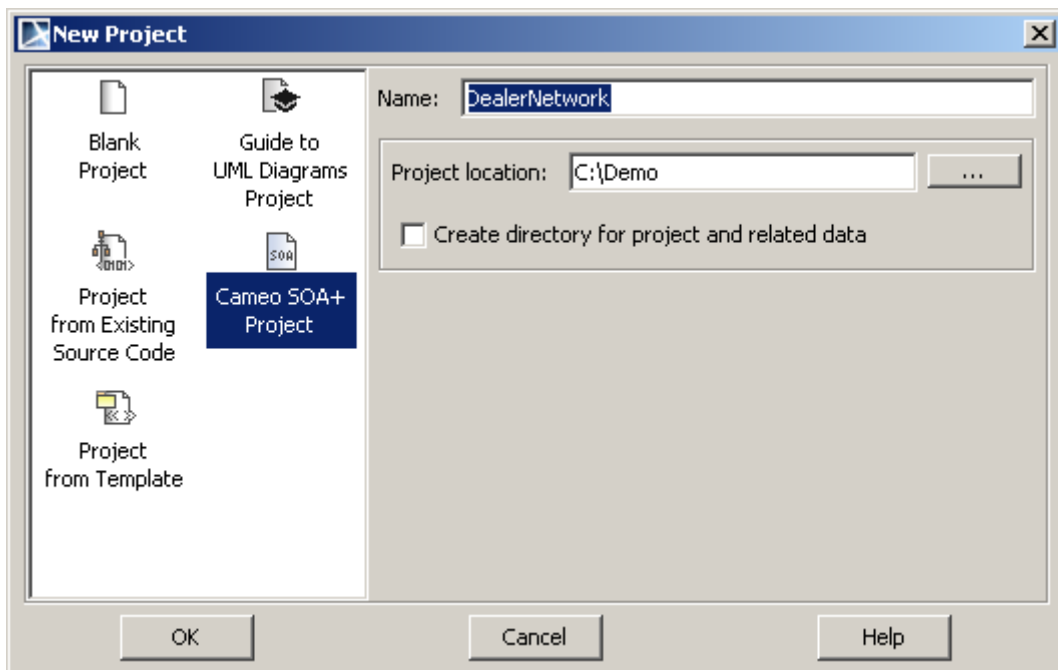 New Project
Blank
Project
Guide to
UML Diagrams
Project
Project
from Existing
Source Code
SOA
Cameo SOA+
Project
Project
from Template
Name: DealerNetwork
Project location: C:\Demo ...
Create directory for project and related data
OK Cancel Help